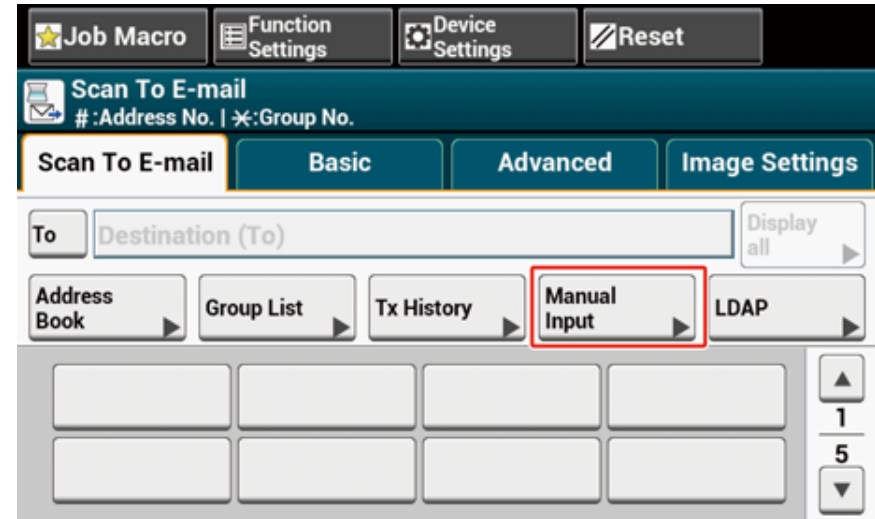 Job Macro
Function
Settings
Device
Settings
Reset
Scan To E-mail
#:Address No. | ⁎:Group No.
Scan To E-mail
Basic
Advanced
Image Settings
To
Destination (To)
Display
all
Address
Book
Group List
Tx History
Manual
Input
LDAP
1
5